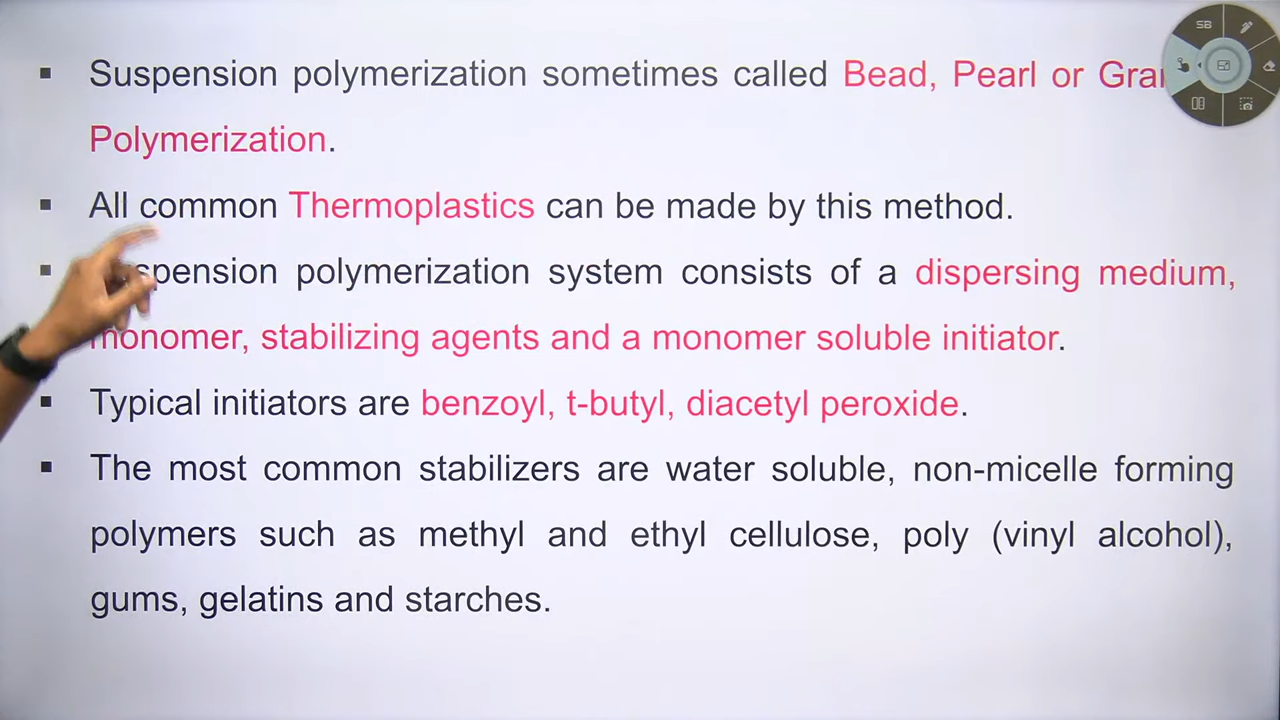 ▪ Suspension polymerization sometimes called Bead, Pearl or
Polymerization.
▪ All common Thermoplastics can be made by this method.
▪ polymerization system consists of a dispersing medium,
monomer, stabilizing agents and a monomer soluble initiator.
▪ Typical initiators are benzoyl, t-butyl, diacetyl peroxide.
▪ The most common stabilizers are water soluble, non-micelle forming
polymers such as methyl and ethyl cellulose, poly (vinyl alcohol),
gums, gelatins and starches.
SB